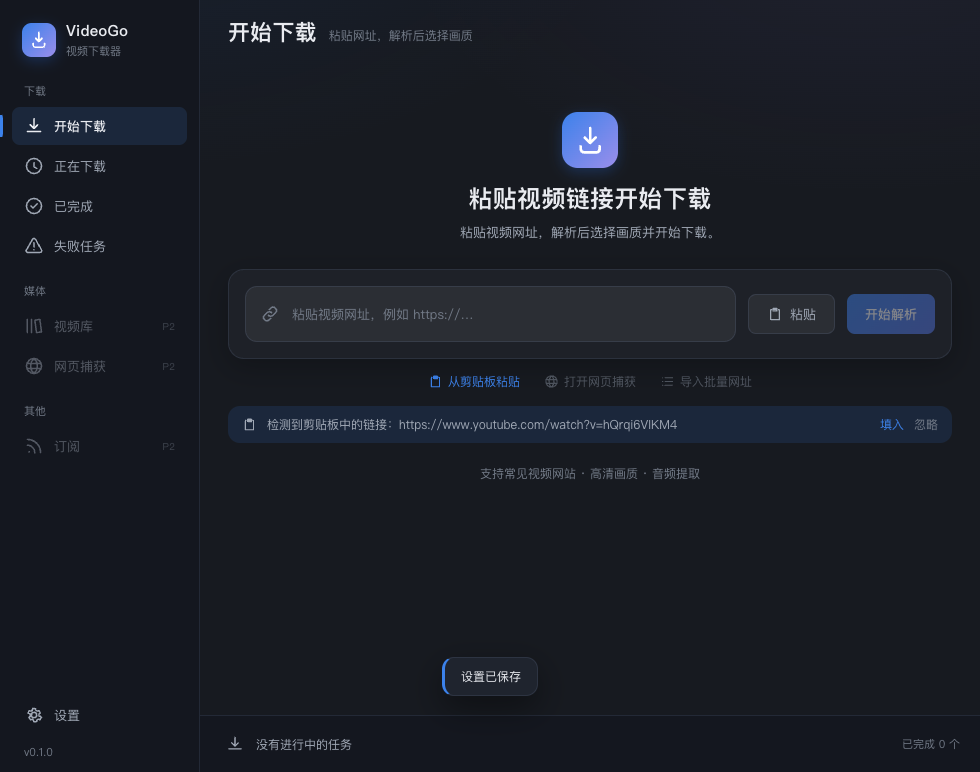 VideoGo
视频下载器
下载
开始下载
正在下载
已完成
失败任务
媒体
视频库 P2
网页捕获 P2
其他
订阅 P2
设置
v0.1.0
开始下载 粘贴网址，解析后选择画质
粘贴视频链接开始下载
粘贴视频网址，解析后选择画质并开始下载。
粘贴视频网址，例如 https://… 粘贴 开始解析
从剪贴板粘贴 打开网页捕获 导入批量网址
检测到剪贴板中的链接：https://www.youtube.com/watch?v=hQrqi6VlKM4 填入 忽略
支持常见视频网站 · 高清画质 · 音频提取
设置已保存
没有进行中的任务 已完成 0 个